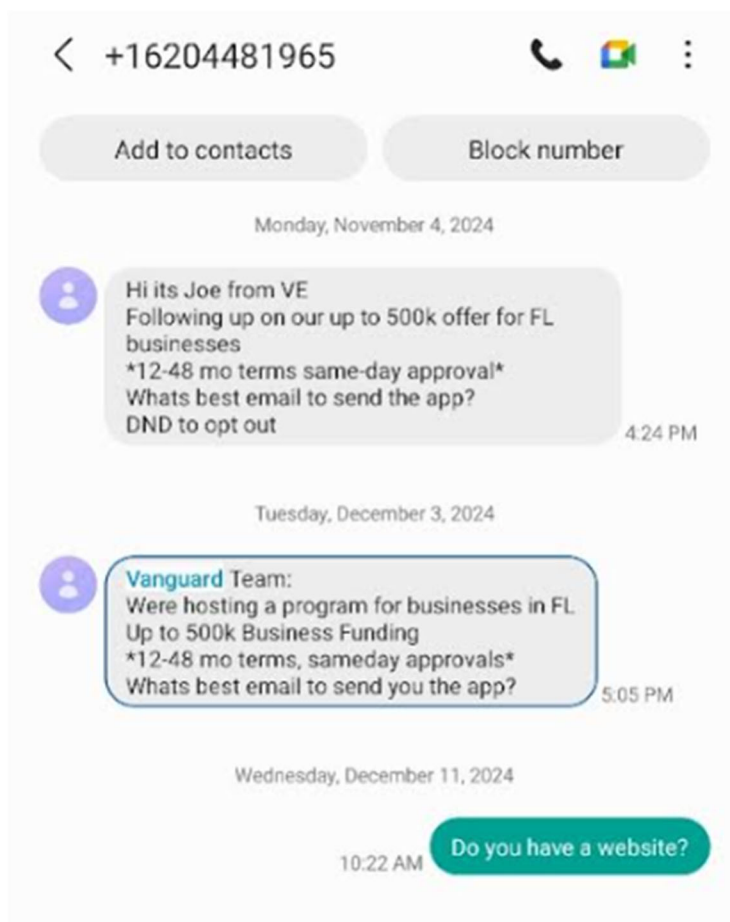 +16204481965
Add to contacts
Block number
Monday, November 4, 2024
Hi its Joe from VE
Following up on our up to 500k offer for FL
businesses
*12-48 mo terms same-day approval*
Whats best email to send the app?
DND to opt out
4:24 PM
Tuesday, December 3, 2024
Vanguard Team:
Were hosting a program for businesses in FL
Up to 500k Business Funding
*12-48 mo terms, sameday approvals*
Whats best email to send you the app?
5:05 PM
Wednesday, December 11, 2024
Do you have a website?
10:22 AM